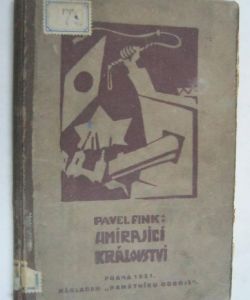 PAVEL FINK:
UMÍRAJÍCÍ
KRÁLOVSTVÍ
PRAHA 1921.
NÁKLADEM „PAMÁTNÍKU ODBOJE“.